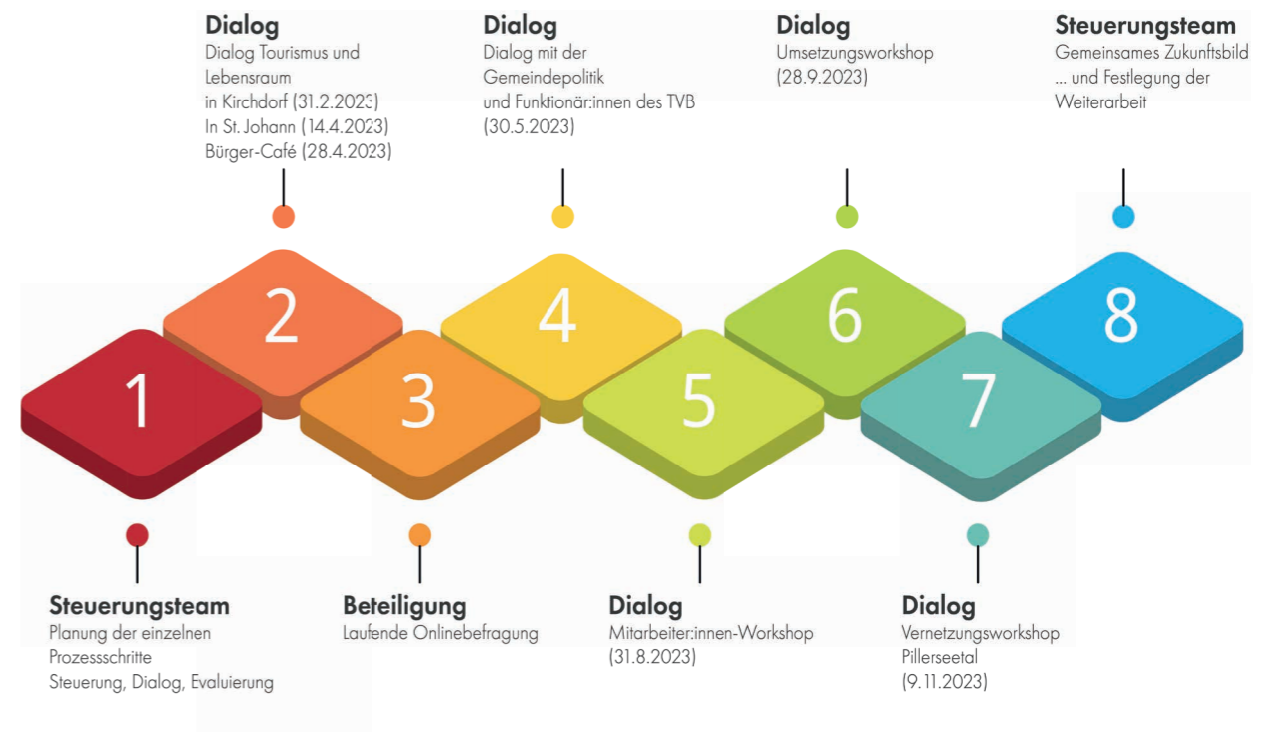 Dialog
Dialog Tourismus und
Lebensraum
in Kirchdorf (31.2.2023)
In St. Johann (14.4.2023)
Bürger-Café (28.4.2023)
Dialog
Dialog mit der
Gemeindepolitik
und Funktionär:innen des TVB
(30.5.2023)
Dialog
Umsetzungsworkshop
(28.9.2023)
Steuerungsteam
Gemeinsames Zukunftsbild
... und Festlegung der
Weiterarbeit
1
2
3
4
5
6
7
8
Steuerungsteam
Planung der einzelnen
Prozessschritte
Steuerung, Dialog, Evaluierung
Beteiligung
Laufende Onlinebefragung
Dialog
Mitarbeiter:innen-Workshop
(31.8.2023)
Dialog
Vernetzungsworkshop
Pillerseetal
(9.11.2023)